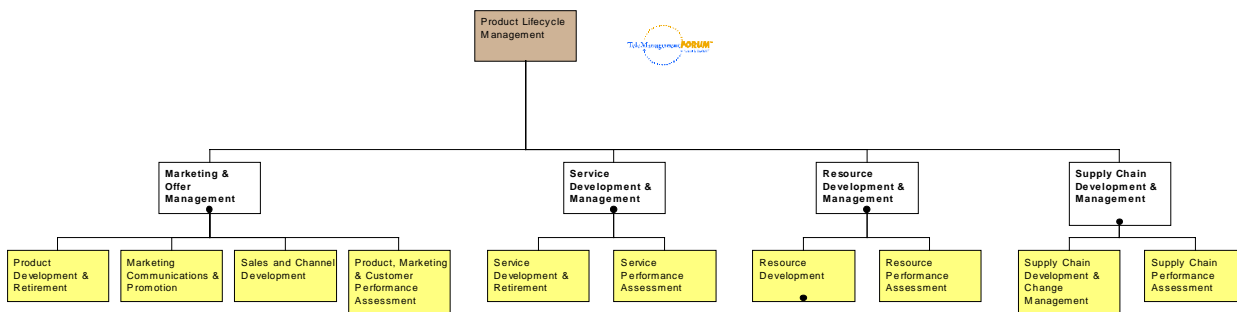 Product Lifecycle
Management
TeleManagement FORUM
Marketing &
Offer
Management
Service
Development &
Management
Resource
Development &
Management
Supply Chain
Development &
Management
Product
Development &
Retirement
Marketing
Communications &
Promotion
Sales and Channel
Development
Product, Marketing
& Customer
Performance
Assessment
Service
Development &
Retirement
Service
Performance
Assessment
Resource
Development
Resource
Performance
Assessment
Supply Chain
Development &
Change
Management
Supply Chain
Performance
Assessment